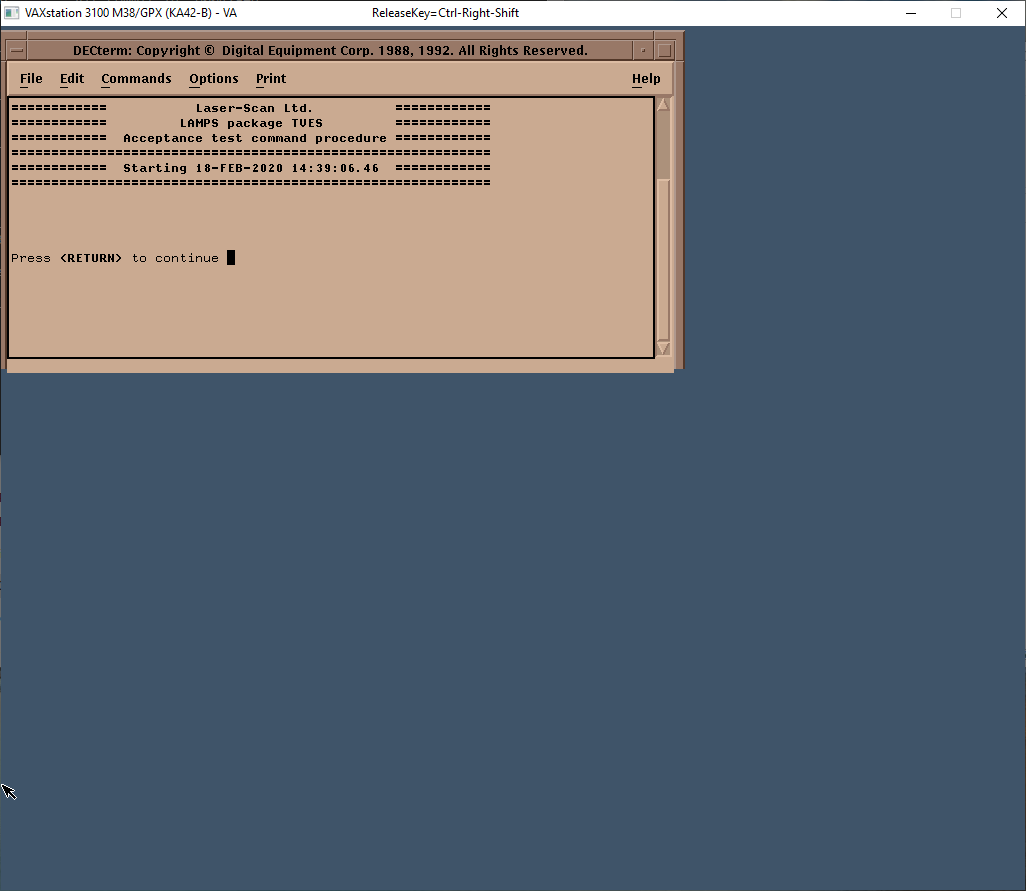 VAXstation 3100 M38/GPX (KA42-B) - VA ReleaseKey=Ctrl-Right-Shift
DECterm: Copyright © Digital Equipment Corp. 1988, 1992. All Rights Reserved.
File Edit Commands Options Print Help
============ Laser-Scan Ltd. ============
============ LAMPS package TVES ============
============ Acceptance test command procedure ============
============================================================
============ Starting 18-FEB-2020 14:39:06.46 ============
============================================================
Press <RETURN> to continue